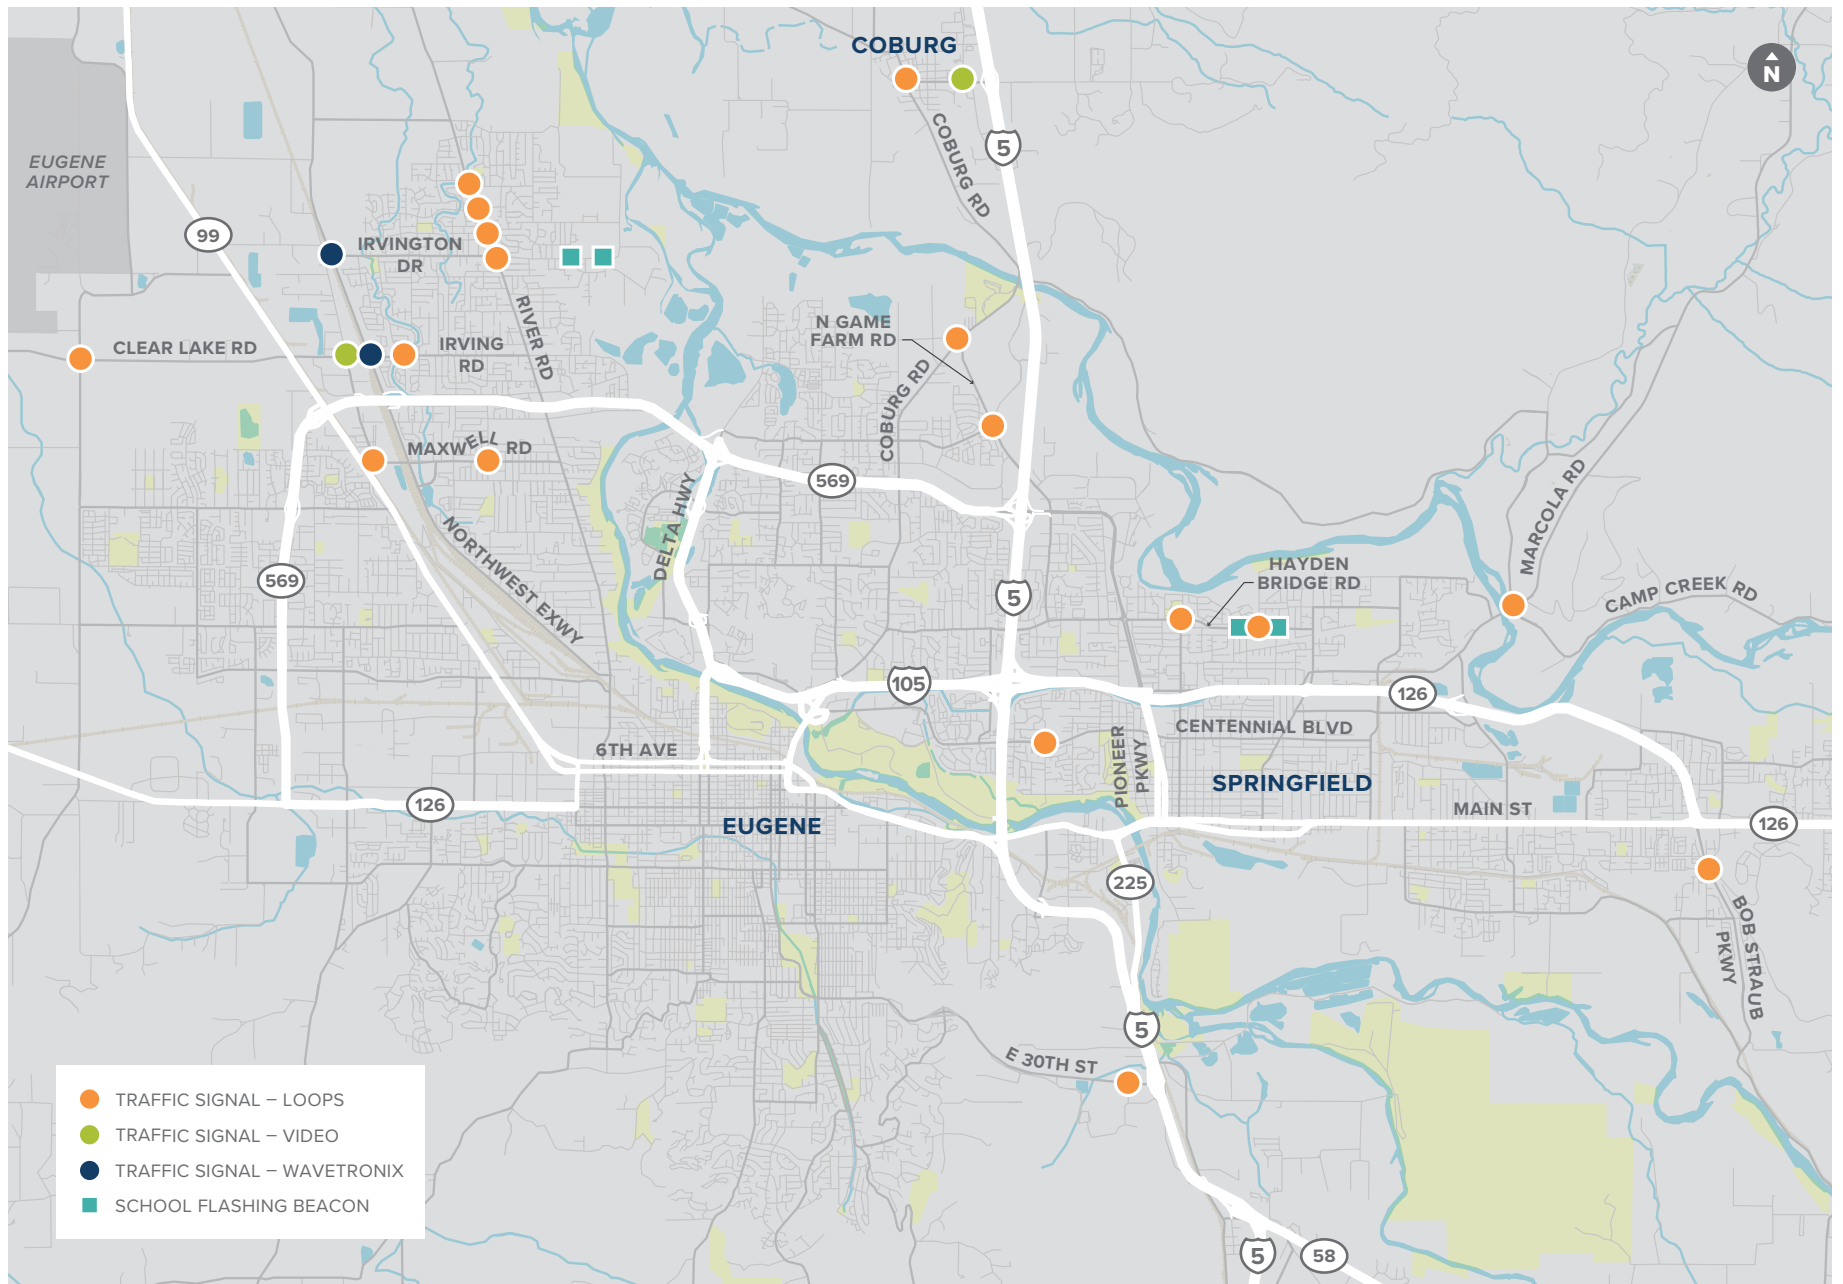 COBURG
N
COBURG RD
5
EUGENE
AIRPORT
99
IRVINGTON
DR
RIVER RD
N GAME
FARM RD
CLEAR LAKE RD
IRVING
RD
COBURG RD
MAXWELL RD
569
DELTA HWY
NORTHWEST EXWY
569
5
HAYDEN
BRIDGE RD
MARCOLA RD
CAMP CREEK RD
105
126
CENTENNIAL BLVD
6TH AVE
PIONEER
PKWY
SPRINGFIELD
126
MAIN ST
EUGENE
126
225
BOB STRAUB
PKWY
5
E 30TH ST
TRAFFIC SIGNAL – LOOPS
TRAFFIC SIGNAL – VIDEO
TRAFFIC SIGNAL – WAVETRONIX
SCHOOL FLASHING BEACON
5
58